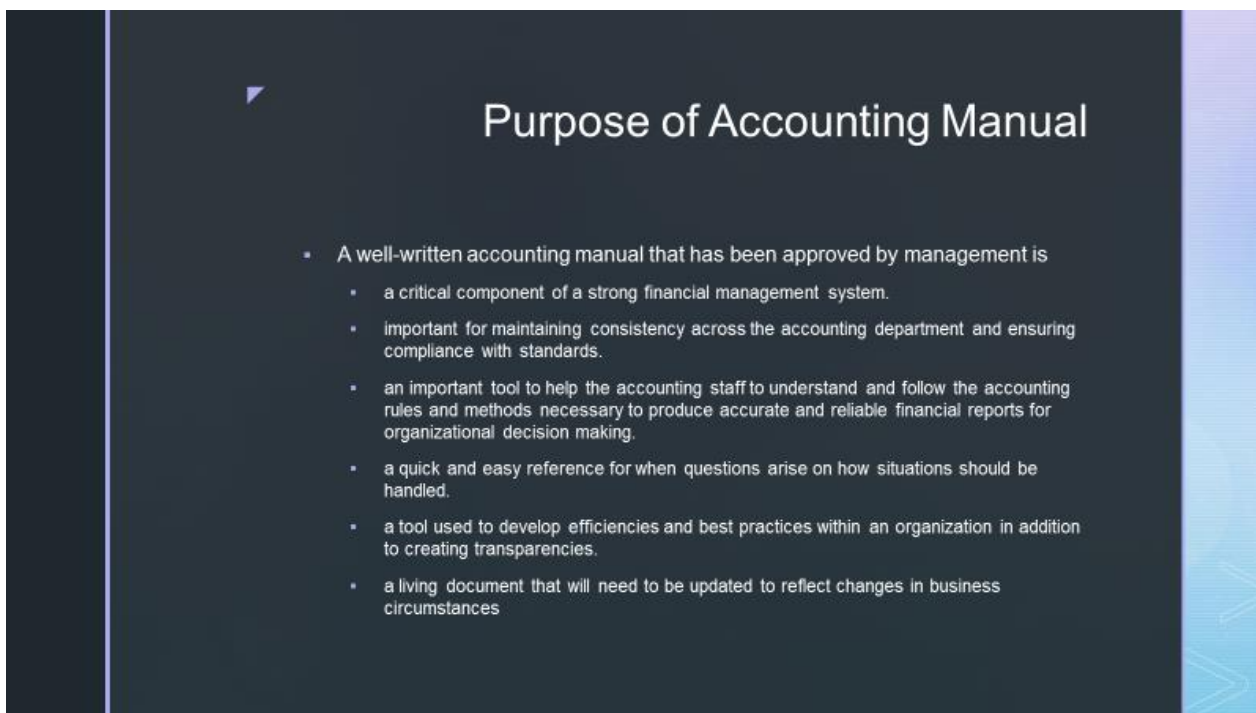 Purpose of Accounting Manual
A well-written accounting manual that has been approved by management is
a critical component of a strong financial management system.
important for maintaining consistency across the accounting department and ensuring
compliance with standards.
an important tool to help the accounting staff to understand and follow the accounting
rules and methods necessary to produce accurate and reliable financial reports for
organizational decision making.
a quick and easy reference for when questions arise on how situations should be
handled.
a tool used to develop efficiencies and best practices within an organization in addition
to creating transparencies.
a living document that will need to be updated to reflect changes in business
circumstances